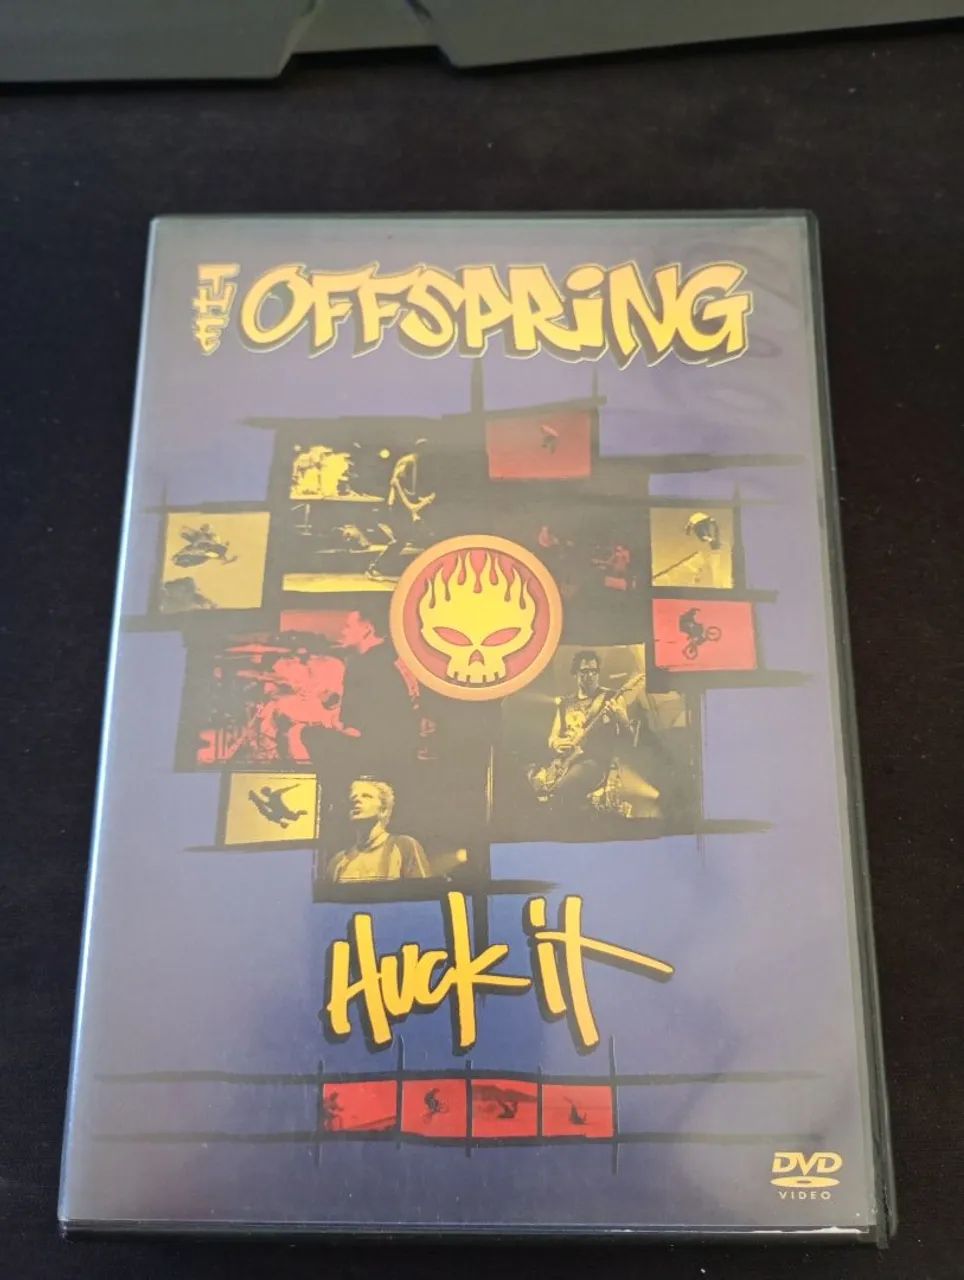 THE OFFSPRiNG
Huck it
DVD
VIDEO